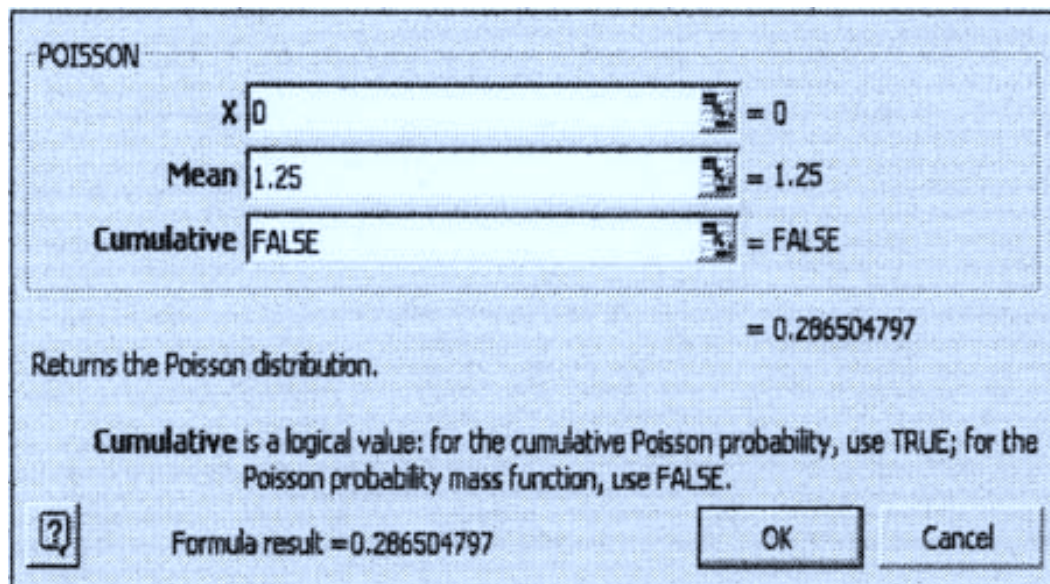 POISSON
X 0 = 0
Mean 1.25 = 1.25
Cumulative FALSE = FALSE
= 0.286504797
Returns the Poisson distribution.
Cumulative is a logical value: for the cumulative Poisson probability, use TRUE; for the
Poisson probability mass function, use FALSE.
? Formula result =0.286504797 OK Cancel